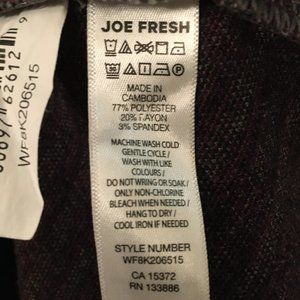 JOE FRESH
30
MADE IN
CAMBODIA
77% POLYESTER
20% RAYON
3% SPANDEX
MACHINE WASH COLD
GENTLE CYCLE /
WASH WITH LIKE
COLOURS /
DO NOT WRING OR SOAK /
ONLY NON-CHLORINE
BLEACH WHEN NEEDED /
HANG TO DRY /
COOL IRON IF NEEDED
STYLE NUMBER
WF8K206515
CA 15372
RN 133886
WF8K206515